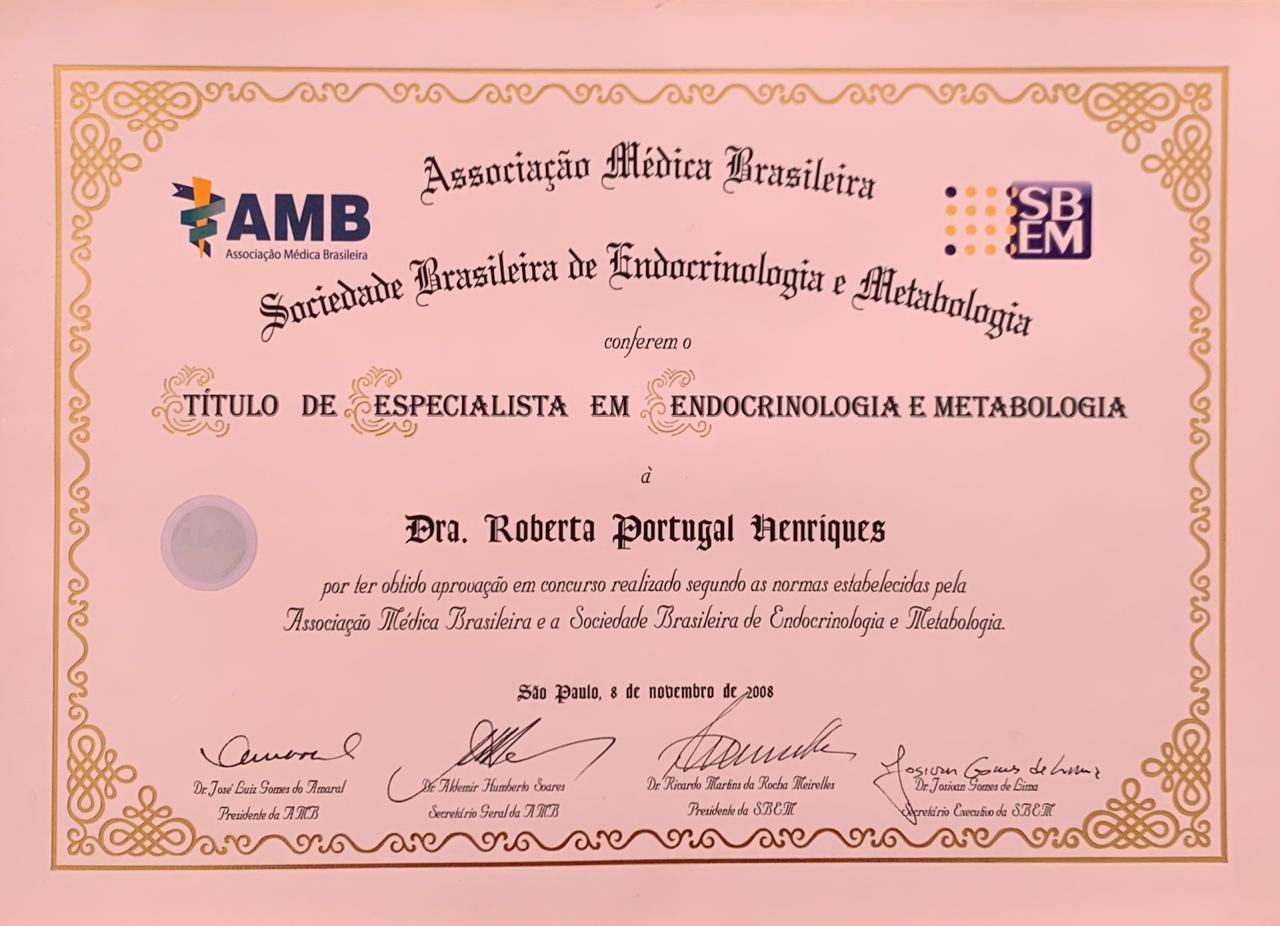 Associação Médica Brasileira
AMB
Associação Médica Brasileira
SB
EM
Sociedade Brasileira de Endocrinologia e Metabologia
conferem o
TÍTULO DE ESPECIALISTA EM ENDOCRINOLOGIA E METABOLOGIA
à
Dra. Roberta Portugal Henriques
por ter obtido aprovação em concurso realizado segundo as normas estabelecidas pela
Associação Médica Brasileira e a Sociedade Brasileira de Endocrinologia e Metabologia.
São Paulo, 8 de novembro de 2008
Amaral
Josivan Gomes de Lima
Dr. José Luiz Gomes do Amaral
Presidente da AMB
Dr. Aldemir Humberto Soares
Secretário Geral da AMB
Dr. Ricardo Martins da Rocha Meirelles
Presidente da SBEM
Dr. Josivan Gomes de Lima
Secretário Executivo da SBEM